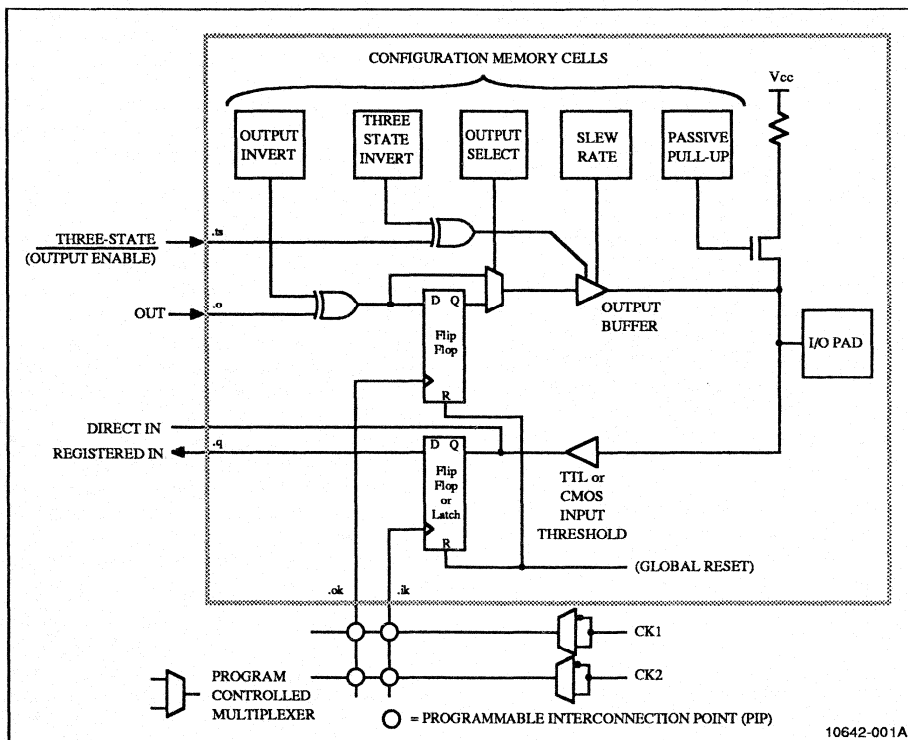 CONFIGURATION MEMORY CELLS
Vcc
OUTPUT
INVERT
THREE
STATE
INVERT
OUTPUT
SELECT
SLEW
RATE
PASSIVE
PULL-UP
THREE-STATE
(OUTPUT ENABLE)
.ts
OUT
.o
D Q
Flip
Flop
R
OUTPUT
BUFFER
I/O PAD
DIRECT IN
REGISTERED IN
.q
D Q
Flip
Flop
or
Latch
R
TTL or
CMOS
INPUT
THRESHOLD
(GLOBAL RESET)
.ok
.ik
CK1
CK2
PROGRAM
CONTROLLED
MULTIPLEXER
= PROGRAMMABLE INTERCONNECTION POINT (PIP)
10642-001A